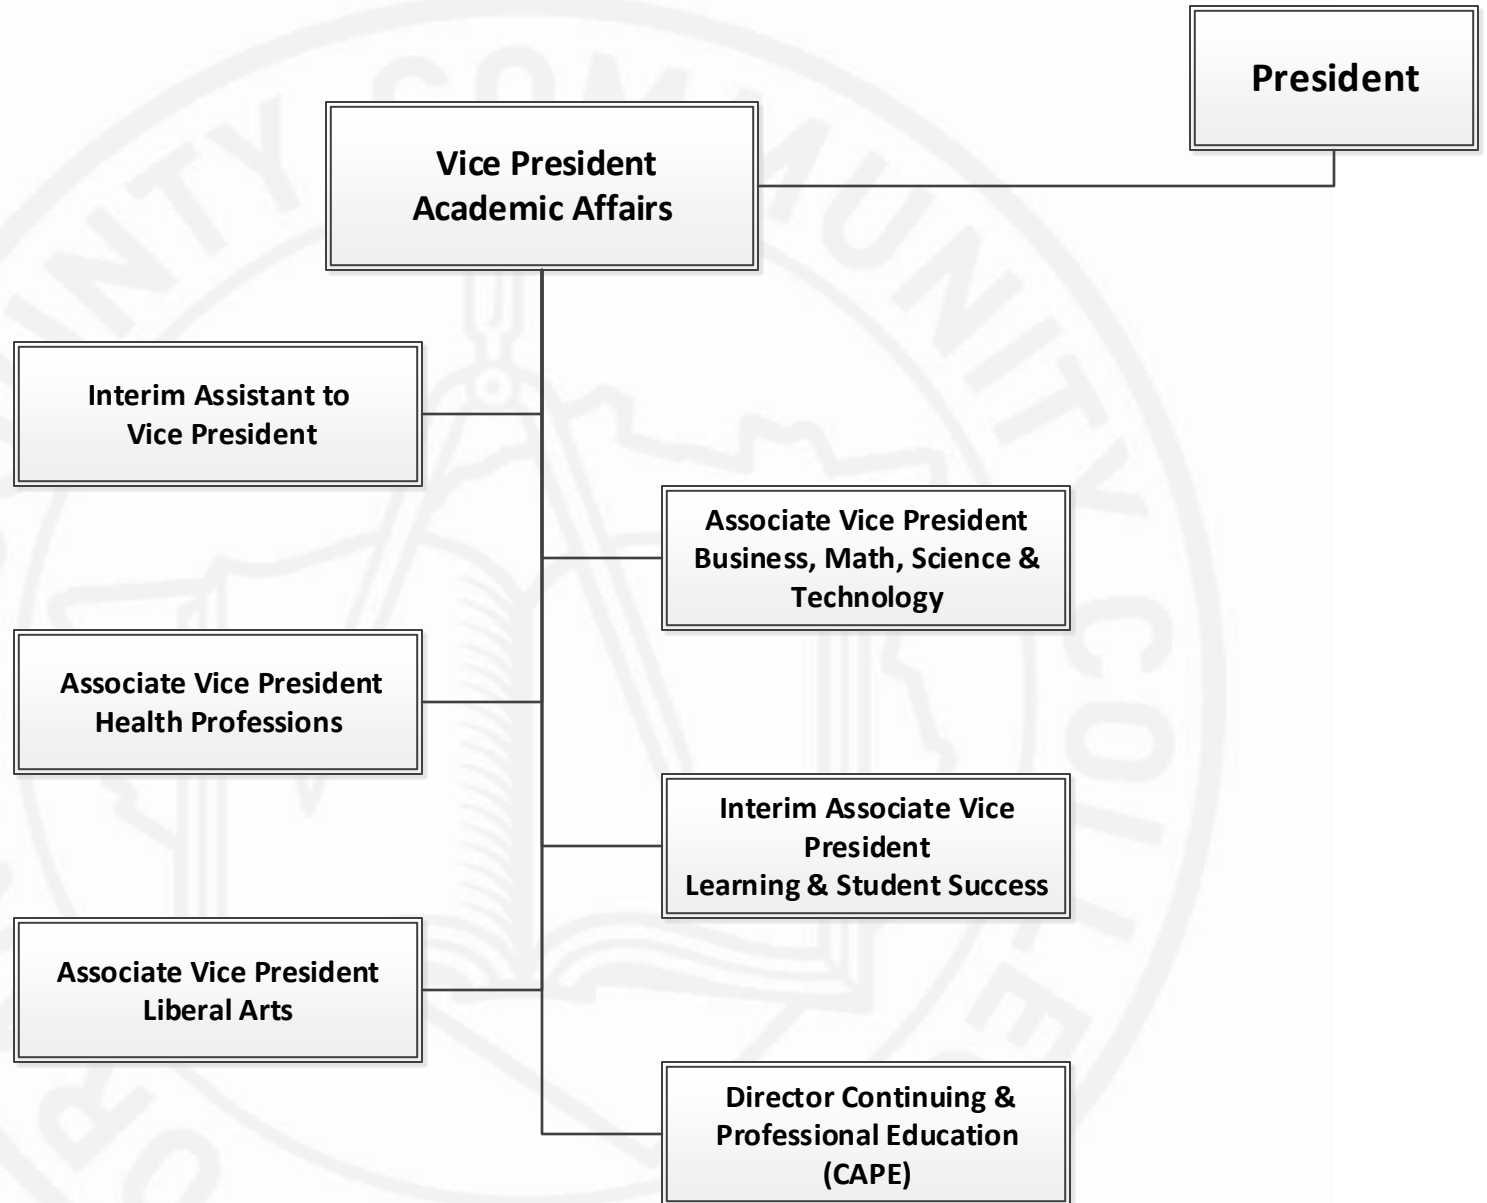 President
Vice President
Academic Affairs
Interim Assistant to
Vice President
Associate Vice President
Business, Math, Science &
Technology
Associate Vice President
Health Professions
Interim Associate Vice
President
Learning & Student Success
Associate Vice President
Liberal Arts
Director Continuing &
Professional Education
(CAPE)
COMMUNITY